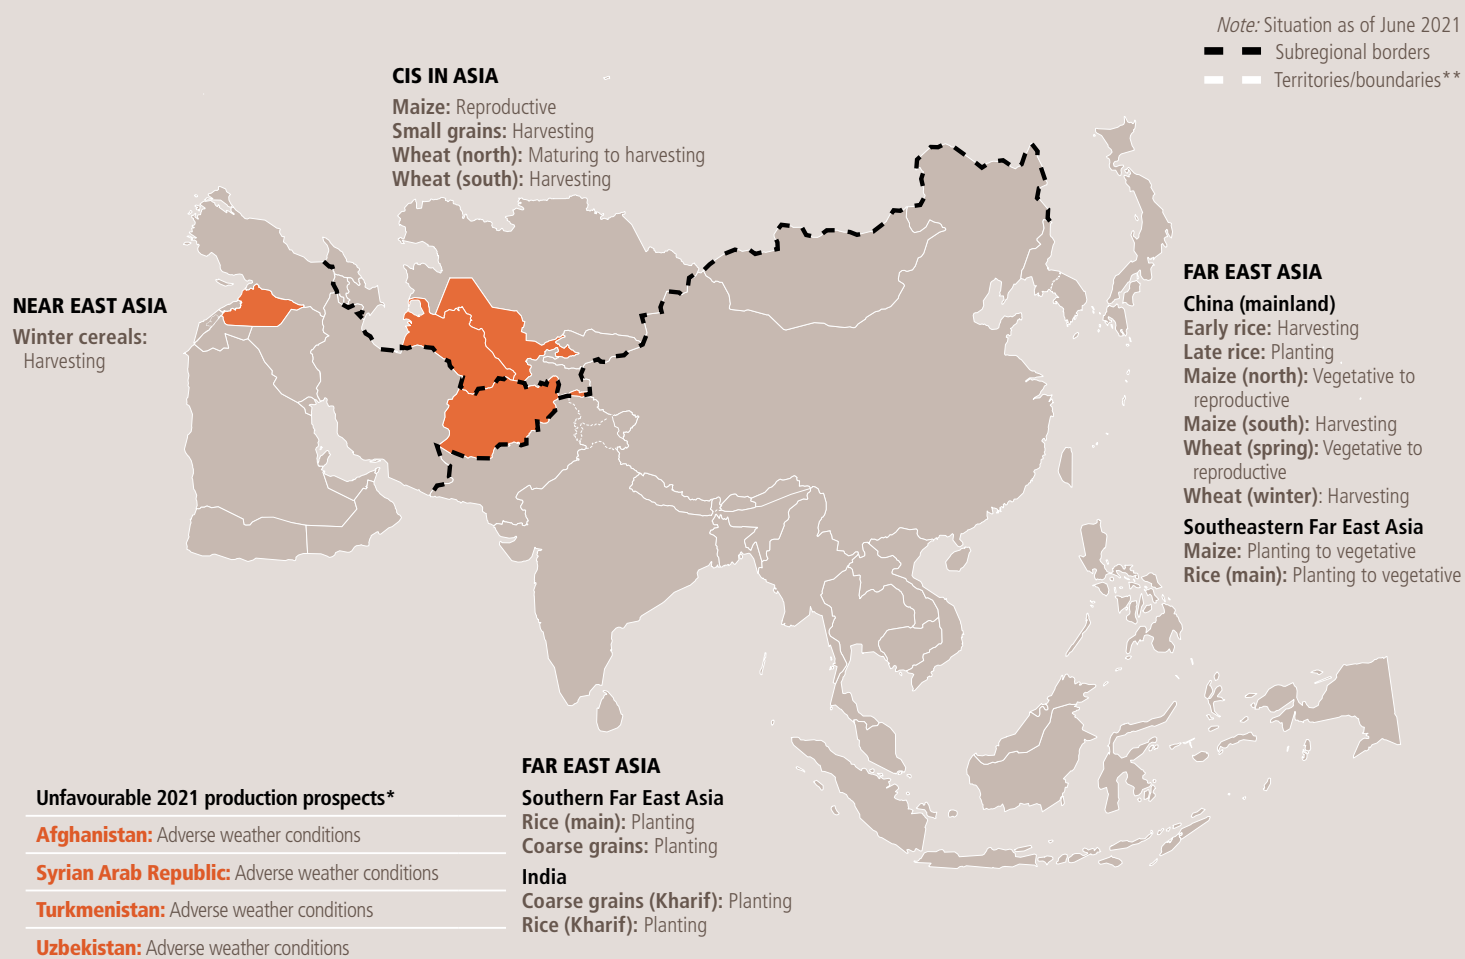 Note: Situation as of June 2021
Subregional borders
Territories/boundaries**
CIS IN ASIA
Maize: Reproductive
Small grains: Harvesting
Wheat (north): Maturing to harvesting
Wheat (south): Harvesting
NEAR EAST ASIA
Winter cereals:
Harvesting
FAR EAST ASIA
China (mainland)
Early rice: Harvesting
Late rice: Planting
Maize (north): Vegetative to
reproductive
Maize (south): Harvesting
Wheat (spring): Vegetative to
reproductive
Wheat (winter): Harvesting
Southeastern Far East Asia
Maize: Planting to vegetative
Rice (main): Planting to vegetative
FAR EAST ASIA
Southern Far East Asia
Rice (main): Planting
Coarse grains: Planting
India
Coarse grains (Kharif): Planting
Rice (Kharif): Planting
Unfavourable 2021 production prospects*
Afghanistan: Adverse weather conditions
Syrian Arab Republic: Adverse weather conditions
Turkmenistan: Adverse weather conditions
Uzbekistan: Adverse weather conditions